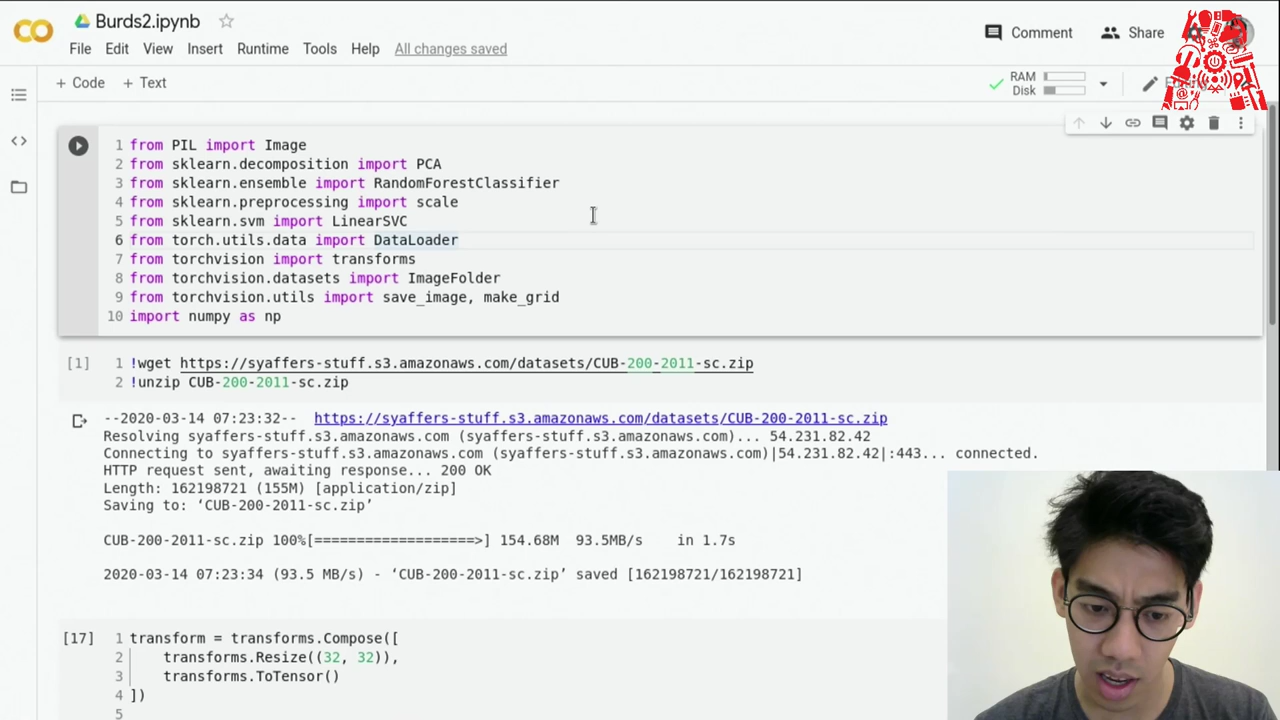 Burds2.ipynb
File Edit View Insert Runtime Tools Help All changes saved
Comment Share
+ Code + Text
RAM
Disk
1 from PIL import Image
2 from sklearn.decomposition import PCA
3 from sklearn.ensemble import RandomForestClassifier
4 from sklearn.preprocessing import scale
5 from sklearn.svm import LinearSVC
6 from torch.utils.data import DataLoader
7 from torchvision import transforms
8 from torchvision.datasets import ImageFolder
9 from torchvision.utils import save_image, make_grid
10 import numpy as np
[1] 1 !wget https://syaffers-stuff.s3.amazonaws.com/datasets/CUB-200-2011-sc.zip
2 !unzip CUB-200-2011-sc.zip
--2020-03-14 07:23:32-- https://syaffers-stuff.s3.amazonaws.com/datasets/CUB-200-2011-sc.zip
Resolving syaffers-stuff.s3.amazonaws.com (syaffers-stuff.s3.amazonaws.com)... 54.231.82.42
Connecting to syaffers-stuff.s3.amazonaws.com (syaffers-stuff.s3.amazonaws.com)|54.231.82.42|:443... connected.
HTTP request sent, awaiting response... 200 OK
Length: 162198721 (155M) [application/zip]
Saving to: ‘CUB-200-2011-sc.zip’
CUB-200-2011-sc.zip 100%[===================>] 154.68M 93.5MB/s in 1.7s
2020-03-14 07:23:34 (93.5 MB/s) - ‘CUB-200-2011-sc.zip’ saved [162198721/162198721]
[17] 1 transform = transforms.Compose([
2 transforms.Resize((32, 32)),
3 transforms.ToTensor()
4 ])
5